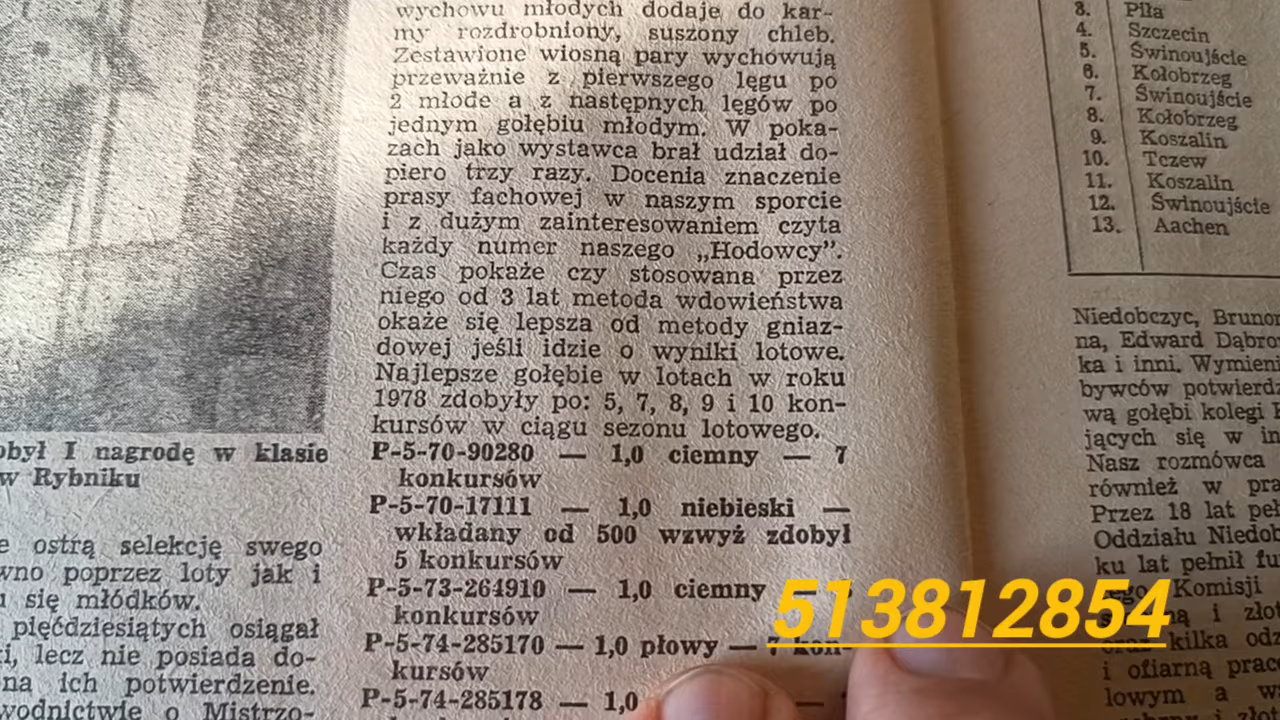 wychowu młodych dodaje do kar-
my rozdrobniony, suszony chleb.
Zestawione wiosną pary wychowują
przeważnie z pierwszego lęgu po
2 młode a z następnych lęgów po
jednym gołębiu młodym. W poka-
zach jako wystawca brał udział do-
piero trzy razy. Docenia znaczenie
prasy fachowej w naszym sporcie
i z dużym zainteresowaniem czyta
każdy numer naszego „Hodowcy”.
Czas pokaże czy stosowana przez
niego od 3 lat metoda wdowieństwa
okaże się lepsza od metody gniaz-
dowej jeśli idzie o wyniki lotowe.
Najlepsze gołębie w lotach w roku
1978 zdobyły po: 5, 7, 8, 9 i 10 kon-
kursów w ciągu sezonu lotowego.
P-5-70-90280 — 1,0 ciemny — 7
konkursów
P-5-70-17111 — 1,0 niebieski —
wkładany od 500 wzwyż zdobył
5 konkursów
P-5-73-264910 — 1,0 ciemny —
konkursów
P-5-74-285170 — 1,0 płowy — 7 kon-
kursów
P-5-74-285178 — 1,0 —
obył I nagrodę w klasie
w Rybniku
e ostrą selekcję swego
wno poprzez loty jak i
u się młódków.
pięćdziesiątych osiągał
ki, lecz nie posiada do-
na ich potwierdzenie.
wodnictwie o Mistrzo-
3. Piła
4. Szczecin
5. Świnoujście
6. Kołobrzeg
7. Świnoujście
8. Kołobrzeg
9. Koszalin
10. Tczew
11. Koszalin
12. Świnoujście
13. Aachen
Niedobczyc, Brunon
na, Edward Dąbro
ka i inni. Wymien
bywców potwierdz
wą gołębi kolegi
jących się w in
Nasz rozmówca
również w pra
Przez 18 lat peł
Oddziału Niedob
ku lat pełnił fu
Komisji
i zło
oraz kilka odz
i ofiarną prac
lowym a w
513812854